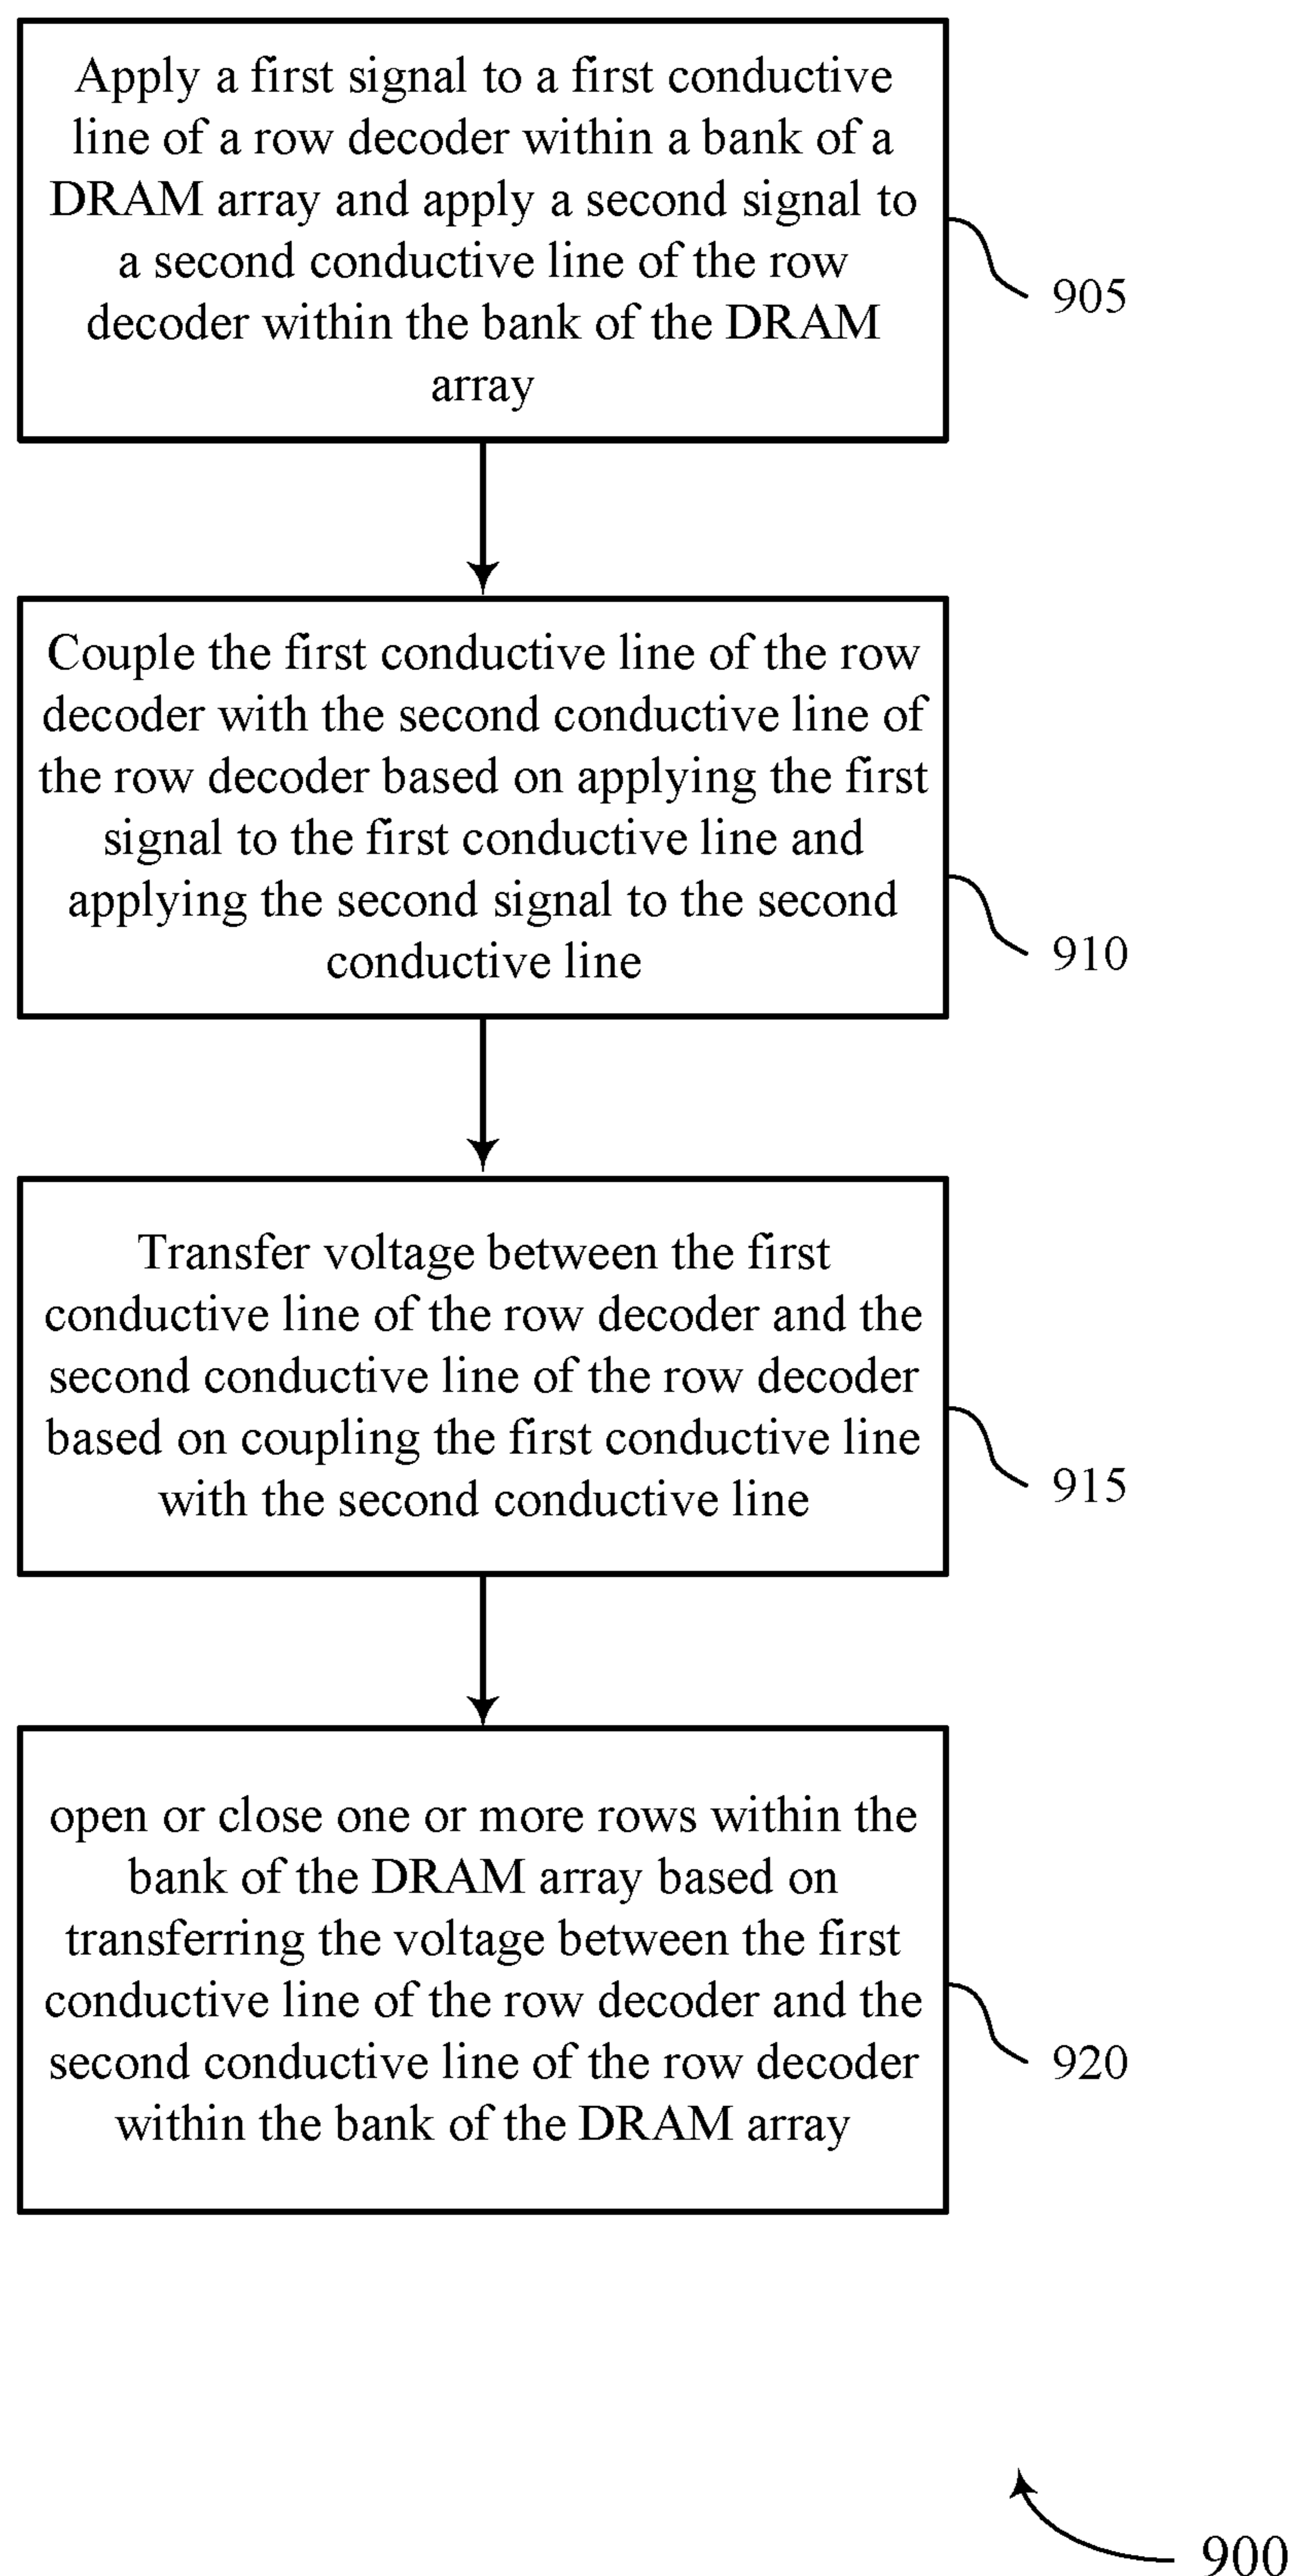 Apply a first signal to a first conductive
line of a row decoder within a bank of a
DRAM array and apply a second signal to
a second conductive line of the row
decoder within the bank of the DRAM
array
905
Couple the first conductive line of the row
decoder with the second conductive line of
the row decoder based on applying the first
signal to the first conductive line and
applying the second signal to the second
conductive line
910
Transfer voltage between the first
conductive line of the row decoder and the
second conductive line of the row decoder
based on coupling the first conductive line
with the second conductive line
915
open or close one or more rows within the
bank of the DRAM array based on
transferring the voltage between the first
conductive line of the row decoder and the
second conductive line of the row decoder
within the bank of the DRAM array
920
900